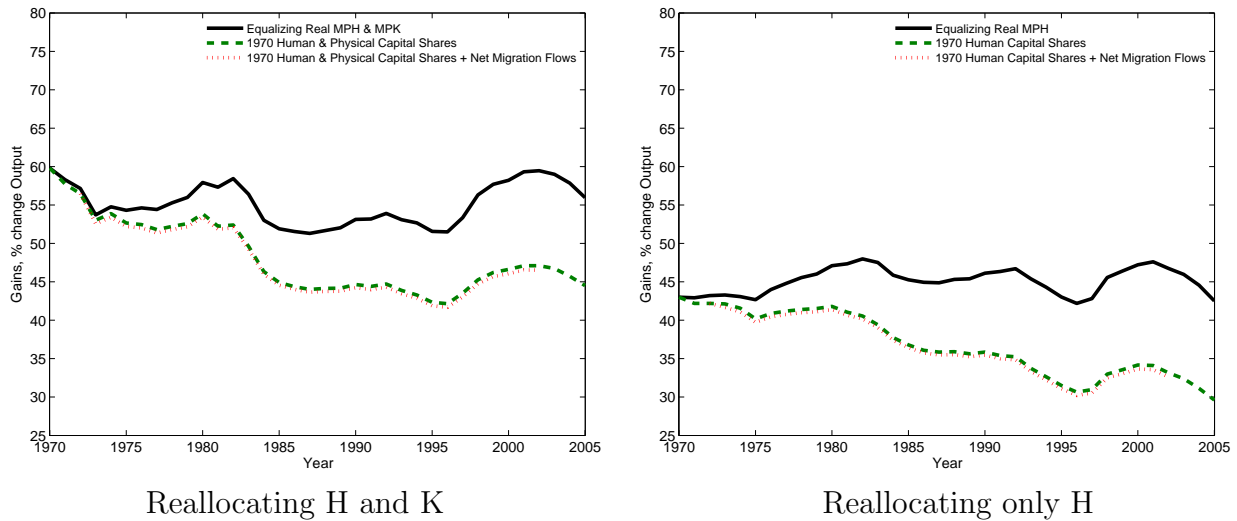 80
75
70
65
60
55
50
45
40
35
30
25
Gains, % change Output
Equalizing Real MPH & MPK
1970 Human & Physical Capital Shares
1970 Human & Physical Capital Shares + Net Migration Flows
1970 1975 1980 1985 1990 1995 2000 2005
Year
Reallocating H and K
80
75
70
65
60
55
50
45
40
35
30
25
Gains, % change Output
Equalizing Real MPH
1970 Human Capital Shares
1970 Human Capital Shares + Net Migration Flows
1970 1975 1980 1985 1990 1995 2000 2005
Year
Reallocating only H